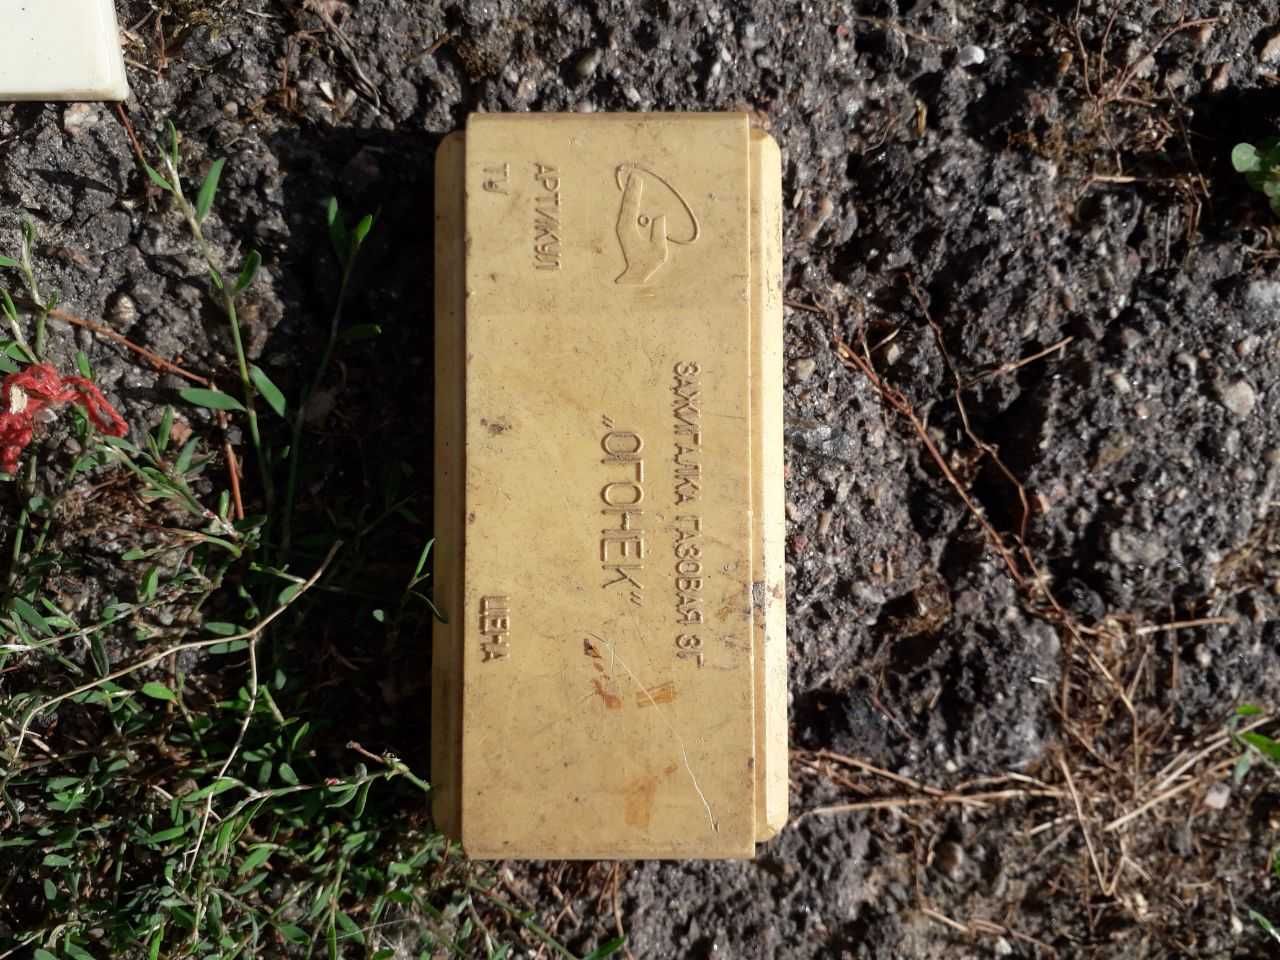 ЗАЖИГАЛКА ГАЗОВАЯ ЗГ
„ОГОНЁК”
АРТИКУЛ
ТУ
ЦЕНА